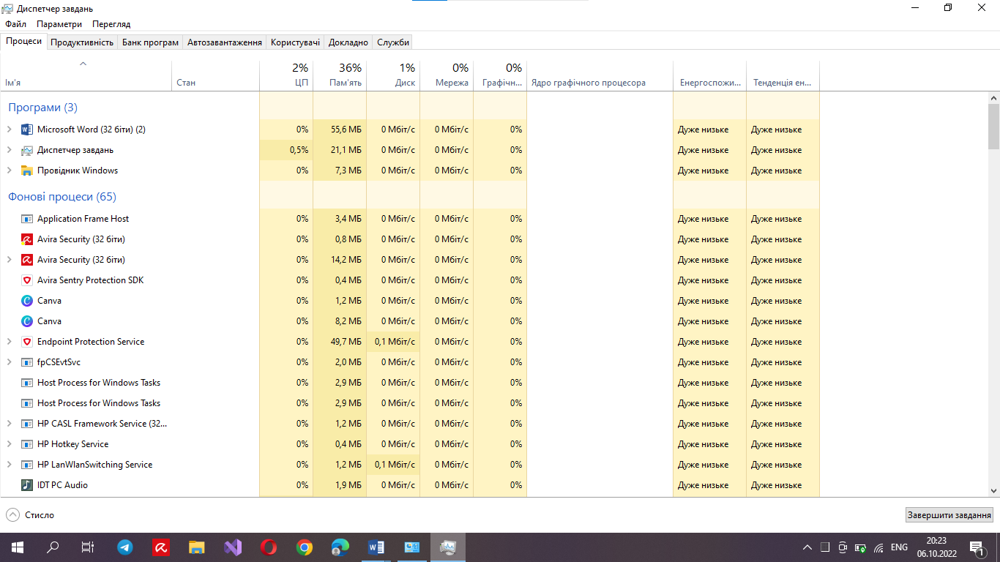 Диспетчер завдань
Файл Параметри Перегляд
Процеси Продуктивність Банк програм Автозавантаження Користувачі Докладно Служби
2% 36% 1% 0% 0%
Ім'я Стан ЦП Пам'ять Диск Мережа Графічн... Ядро графічного процесора Енергоспожи... Тенденція ен...
Програми (3)
Microsoft Word (32 біти) (2) 0% 55,6 МБ 0 Мбіт/с 0 Мбіт/с 0% Дуже низьке Дуже низьке
Диспетчер завдань 0,5% 21,1 МБ 0 Мбіт/с 0 Мбіт/с 0% Дуже низьке Дуже низьке
Провідник Windows 0% 7,3 МБ 0 Мбіт/с 0 Мбіт/с 0% Дуже низьке Дуже низьке
Фонові процеси (65)
Application Frame Host 0% 3,4 МБ 0 Мбіт/с 0 Мбіт/с 0% Дуже низьке Дуже низьке
Avira Security (32 біти) 0% 0,8 МБ 0 Мбіт/с 0 Мбіт/с 0% Дуже низьке Дуже низьке
Avira Security (32 біти) 0% 14,2 МБ 0 Мбіт/с 0 Мбіт/с 0% Дуже низьке Дуже низьке
Avira Sentry Protection SDK 0% 0,4 МБ 0 Мбіт/с 0 Мбіт/с 0% Дуже низьке Дуже низьке
Canva 0% 1,2 МБ 0 Мбіт/с 0 Мбіт/с 0% Дуже низьке Дуже низьке
Canva 0% 8,2 МБ 0 Мбіт/с 0 Мбіт/с 0% Дуже низьке Дуже низьке
Endpoint Protection Service 0% 49,7 МБ 0,1 Мбіт/с 0 Мбіт/с 0% Дуже низьке Дуже низьке
fpCSEvtSvc 0% 2,0 МБ 0 Мбіт/с 0 Мбіт/с 0% Дуже низьке Дуже низьке
Host Process for Windows Tasks 0% 2,9 МБ 0 Мбіт/с 0 Мбіт/с 0% Дуже низьке Дуже низьке
Host Process for Windows Tasks 0% 2,9 МБ 0 Мбіт/с 0 Мбіт/с 0% Дуже низьке Дуже низьке
HP CASL Framework Service (32... 0% 1,2 МБ 0 Мбіт/с 0 Мбіт/с 0% Дуже низьке Дуже низьке
HP Hotkey Service 0% 0,4 МБ 0 Мбіт/с 0 Мбіт/с 0% Дуже низьке Дуже низьке
HP LanWlanSwitching Service 0% 1,2 МБ 0,1 Мбіт/с 0 Мбіт/с 0% Дуже низьке Дуже низьке
IDT PC Audio 0% 1,9 МБ 0 Мбіт/с 0 Мбіт/с 0% Дуже низьке Дуже низьке
Стисло Завершити завдання
ENG 20:23
06.10.2022 1